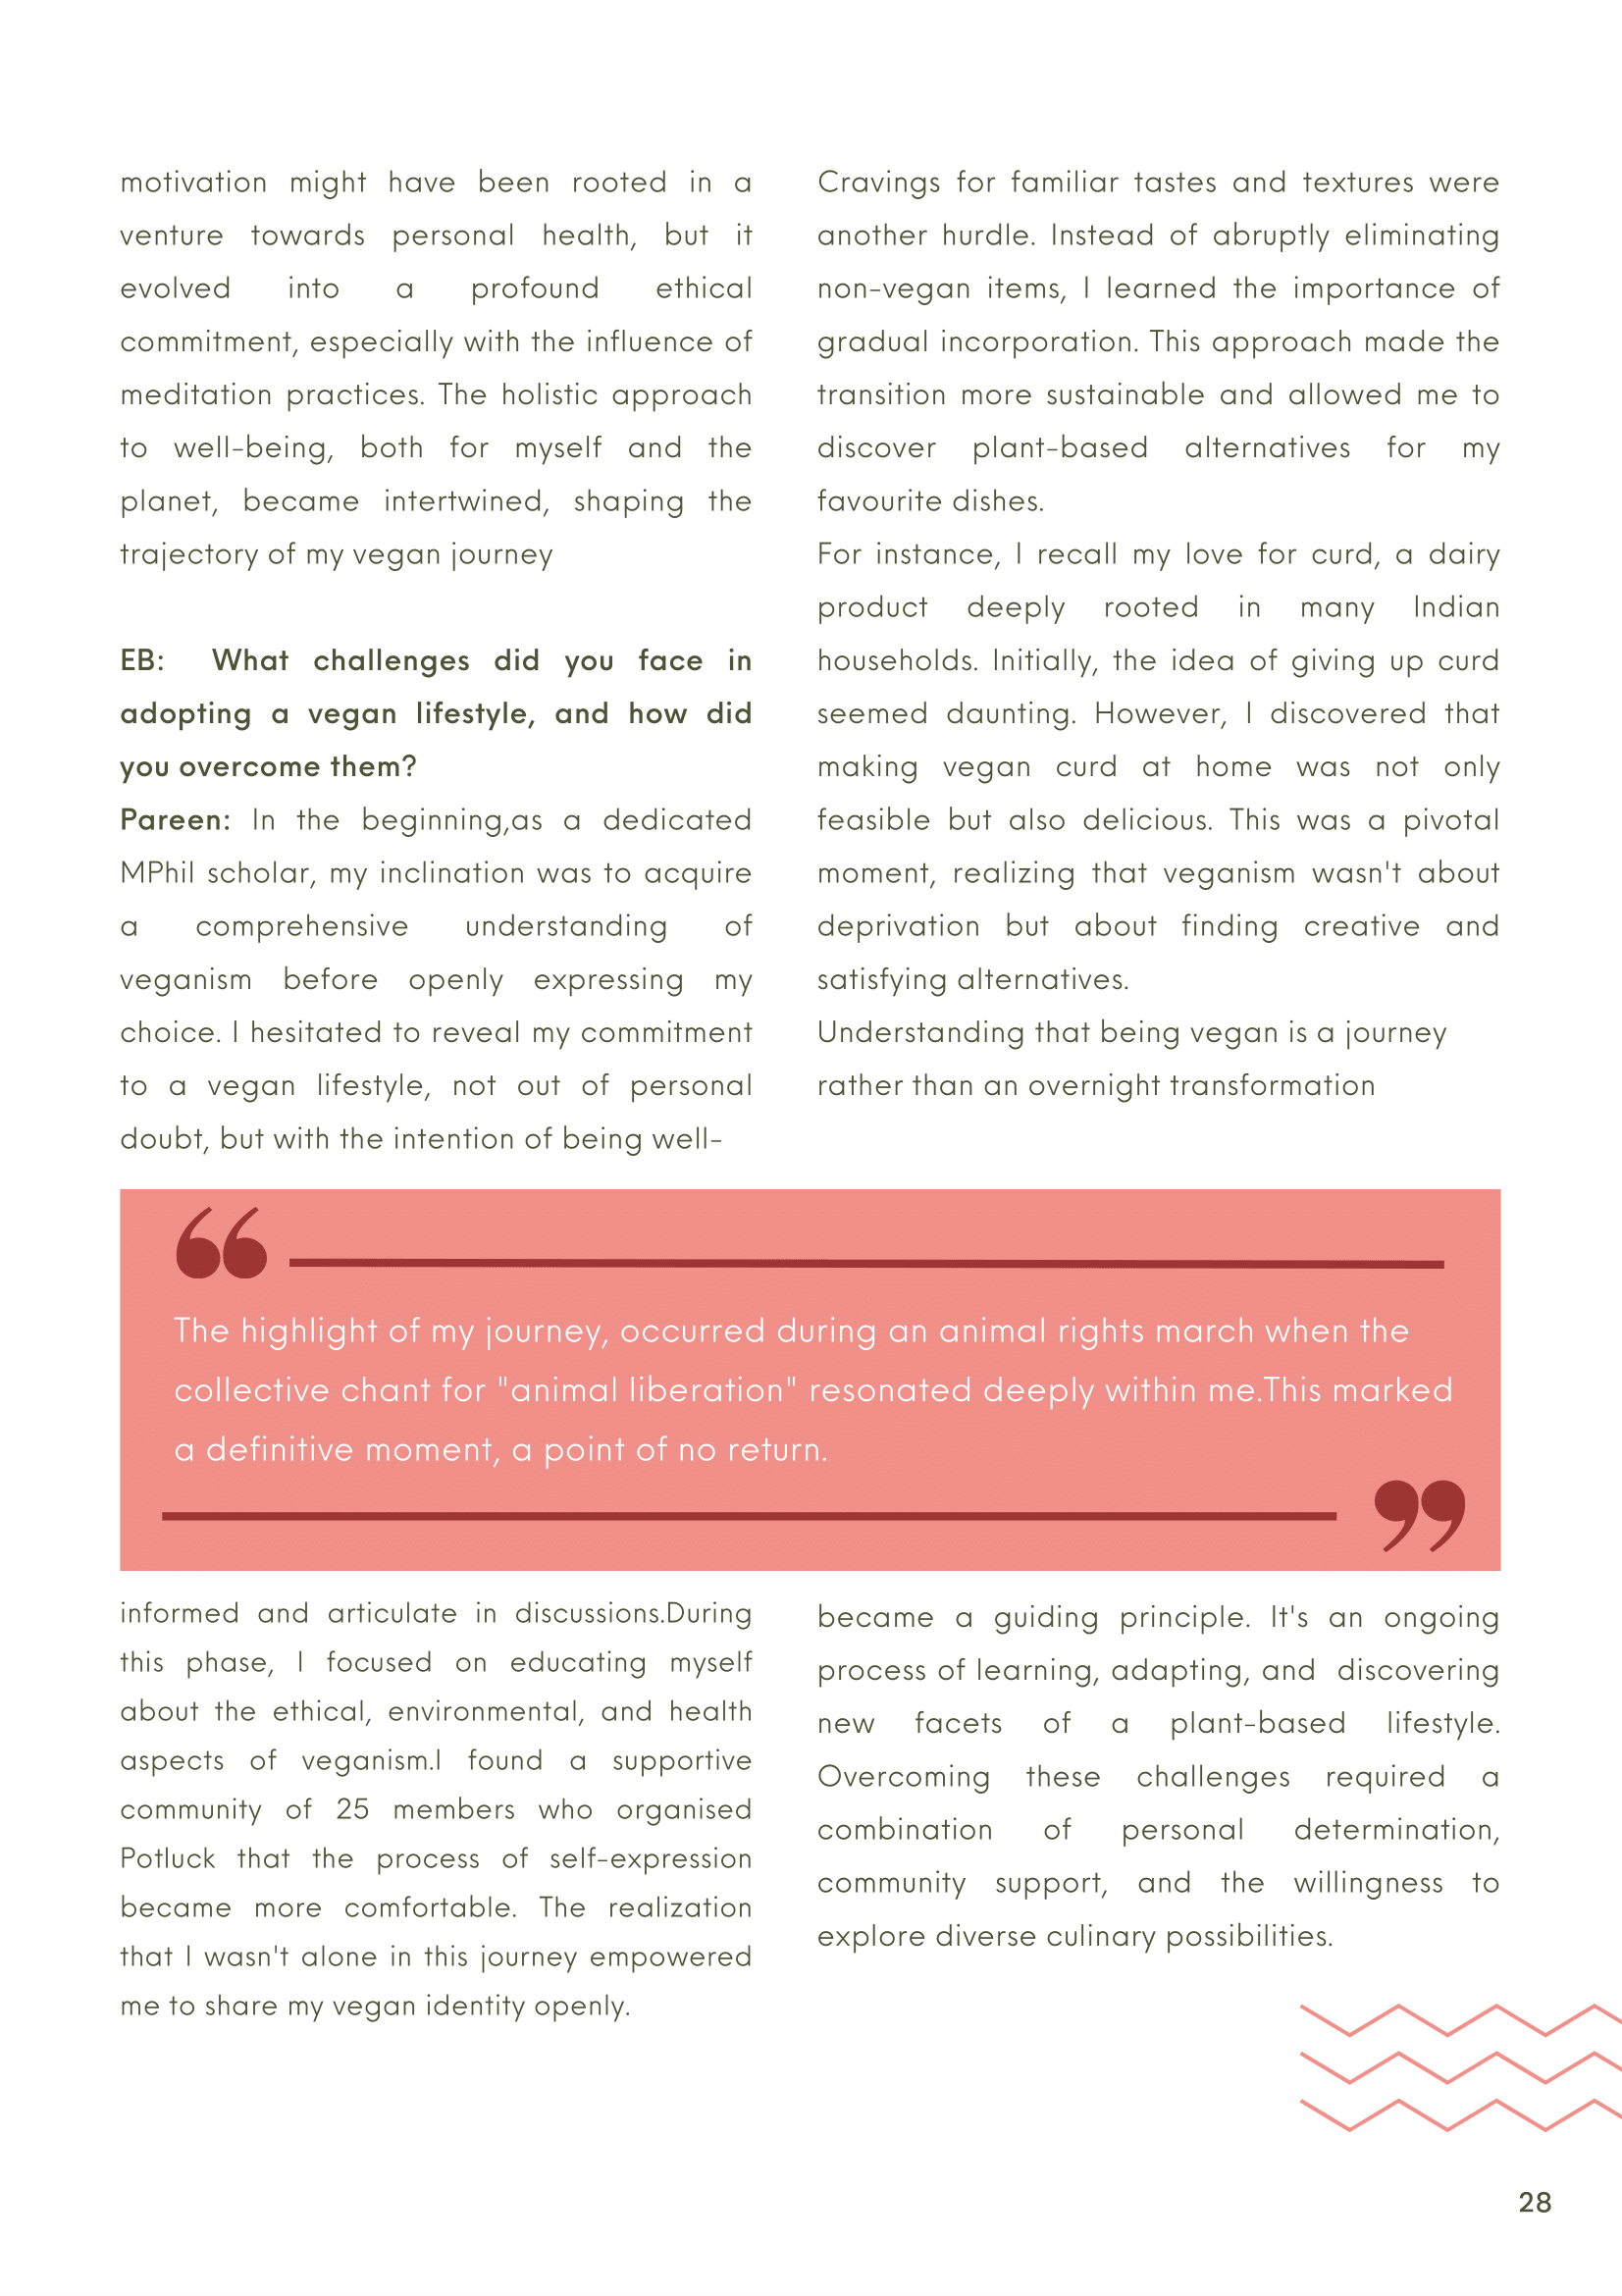 motivation might have been rooted in a
venture towards personal health, but it
evolved into a profound ethical
commitment, especially with the influence of
meditation practices. The holistic approach
to well-being, both for myself and the
planet, became intertwined, shaping the
trajectory of my vegan journey
EB: What challenges did you face in
adopting a vegan lifestyle, and how did
you overcome them?
Pareen: In the beginning,as a dedicated
MPhil scholar, my inclination was to acquire
a comprehensive understanding of
veganism before openly expressing my
choice. I hesitated to reveal my commitment
to a vegan lifestyle, not out of personal
doubt, but with the intention of being well-
informed and articulate in discussions.During
this phase, I focused on educating myself
about the ethical, environmental, and health
aspects of veganism.I found a supportive
community of 25 members who organised
Potluck that the process of self-expression
became more comfortable. The realization
that I wasn't alone in this journey empowered
me to share my vegan identity openly.
Cravings for familiar tastes and textures were
another hurdle. Instead of abruptly eliminating
non-vegan items, I learned the importance of
gradual incorporation. This approach made the
transition more sustainable and allowed me to
discover plant-based alternatives for my
favourite dishes.
For instance, I recall my love for curd, a dairy
product deeply rooted in many Indian
households. Initially, the idea of giving up curd
seemed daunting. However, I discovered that
making vegan curd at home was not only
feasible but also delicious. This was a pivotal
moment, realizing that veganism wasn't about
deprivation but about finding creative and
satisfying alternatives.
Understanding that being vegan is a journey
rather than an overnight transformation
became a guiding principle. It's an ongoing
process of learning, adapting, and discovering
new facets of a plant-based lifestyle.
Overcoming these challenges required a
combination of personal determination,
community support, and the willingness to
explore diverse culinary possibilities.
“
The highlight of my journey, occurred during an animal rights march when the
collective chant for "animal liberation" resonated deeply within me.This marked
a definitive moment, a point of no return.
”
28